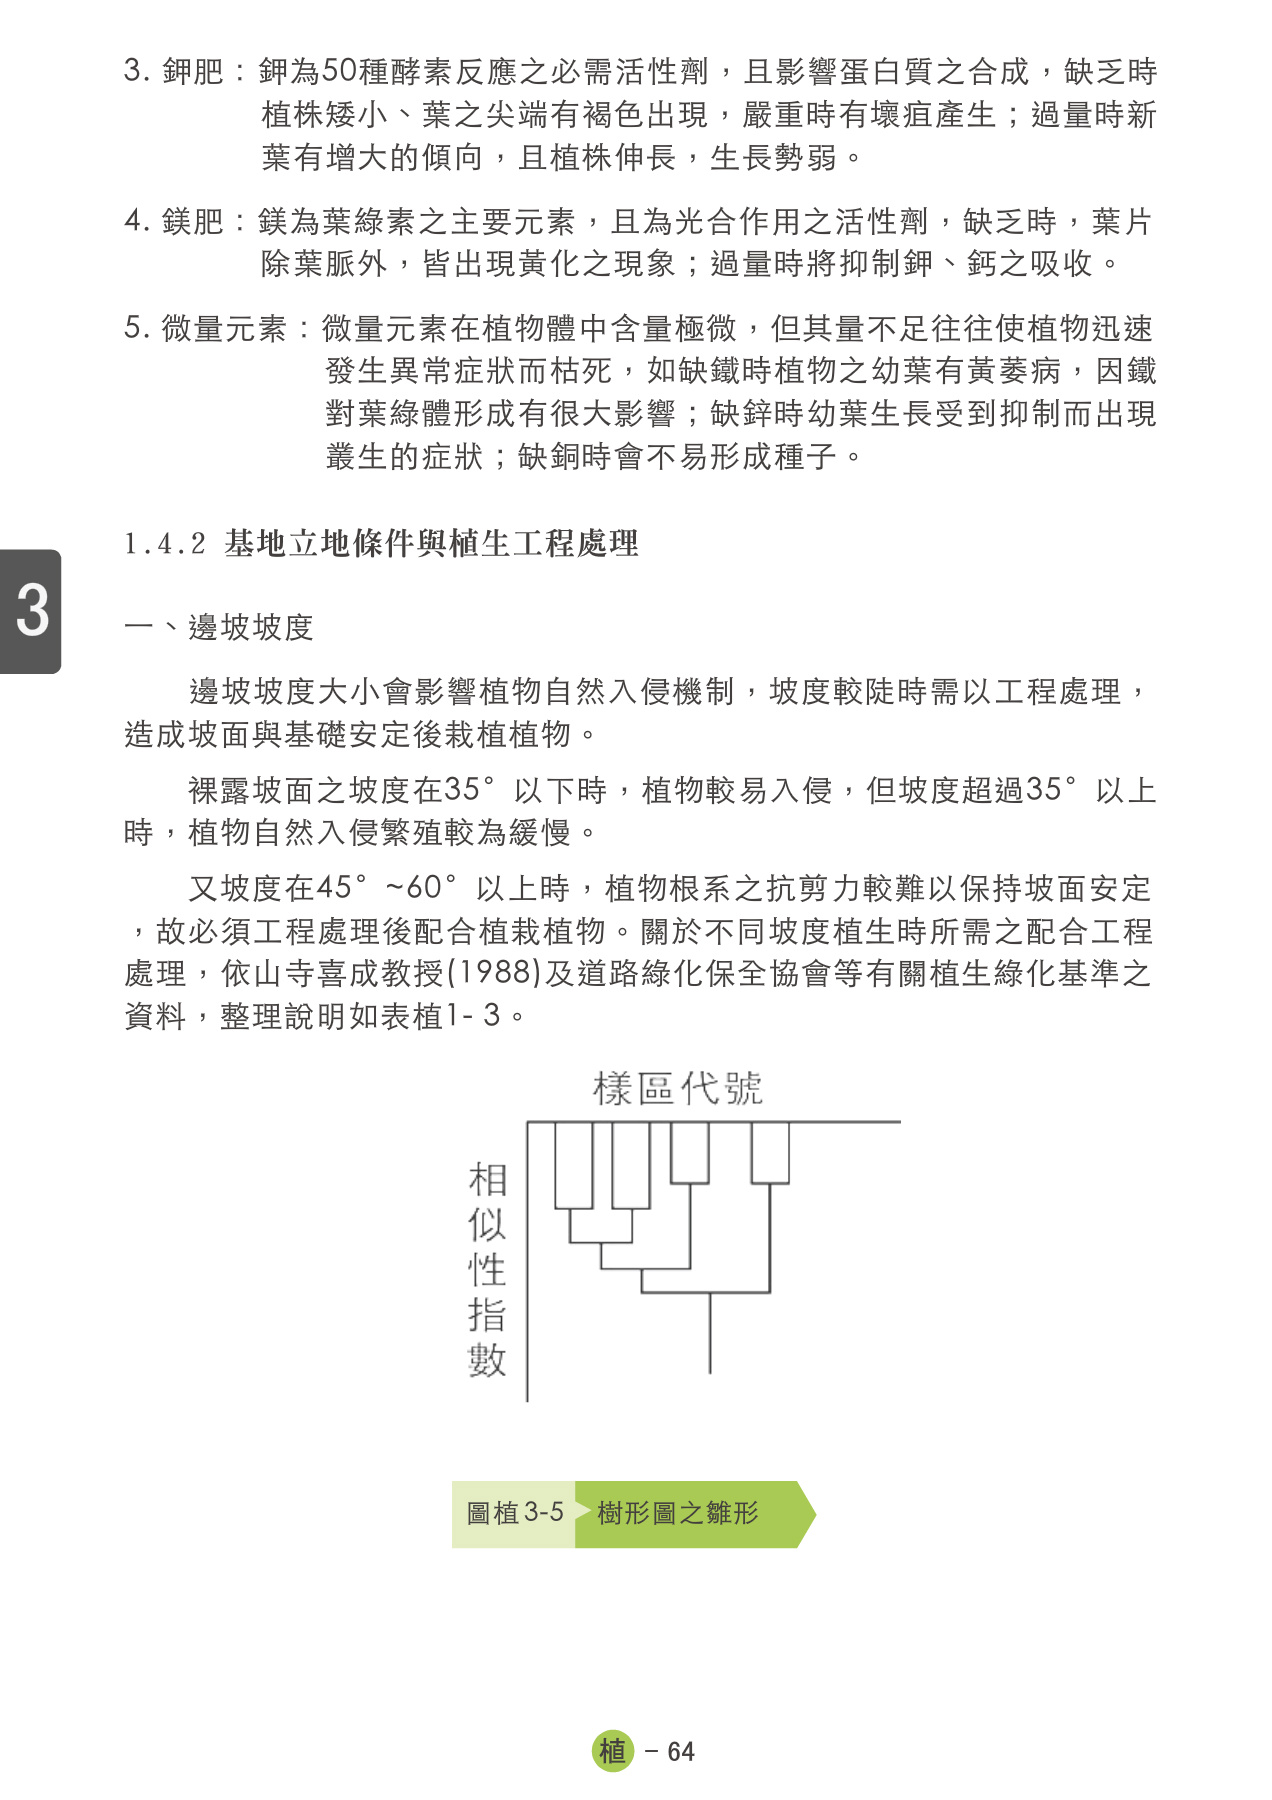 3. 鉀肥：鉀為50種酵素反應之必需活性劑，且影響蛋白質之合成，缺乏時
植株矮小、葉之尖端有褐色出現，嚴重時有壞疽產生；過量時新
葉有增大的傾向，且植株伸長，生長勢弱。
4. 鎂肥：鎂為葉綠素之主要元素，且為光合作用之活性劑，缺乏時，葉片
除葉脈外，皆出現黃化之現象；過量時將抑制鉀、鈣之吸收。
5. 微量元素：微量元素在植物體中含量極微，但其量不足往往使植物迅速
發生異常症狀而枯死，如缺鐵時植物之幼葉有黃萎病，因鐵
對葉綠體形成有很大影響；缺鋅時幼葉生長受到抑制而出現
叢生的症狀；缺銅時會不易形成種子。
1.4.2 基地立地條件與植生工程處理
3
一、邊坡坡度
邊坡坡度大小會影響植物自然入侵機制，坡度較陡時需以工程處理，
造成坡面與基礎安定後栽植植物。
裸露坡面之坡度在35°以下時，植物較易入侵，但坡度超過35°以上
時，植物自然入侵繁殖較為緩慢。
又坡度在45°~60°以上時，植物根系之抗剪力較難以保持坡面安定
，故必須工程處理後配合植栽植物。關於不同坡度植生時所需之配合工程
處理，依山寺喜成教授(1988)及道路綠化保全協會等有關植生綠化基準之
資料，整理說明如表植1- 3。
樣區代號
相似性指數
圖植3-5 樹形圖之雛形
植 – 64